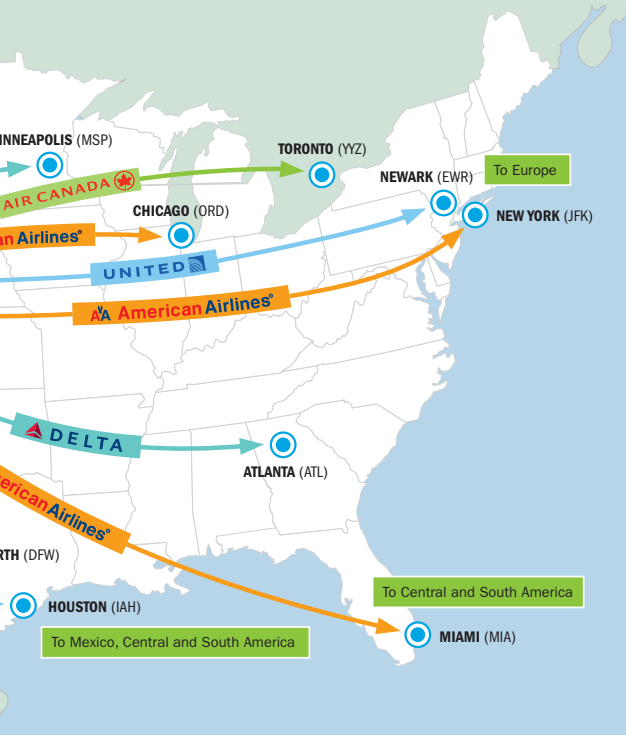 INNEAPOLIS (MSP)
TORONTO (YYZ)
To Europe
NEWARK (EWR)
AIR CANADA
CHICAGO (ORD)
NEW YORK (JFK)
an Airlines
UNITED
American Airlines
DELTA
ATLANTA (ATL)
ericanAirlines
RTH (DFW)
To Central and South America
HOUSTON (IAH)
MIAMI (MIA)
To Mexico, Central and South America